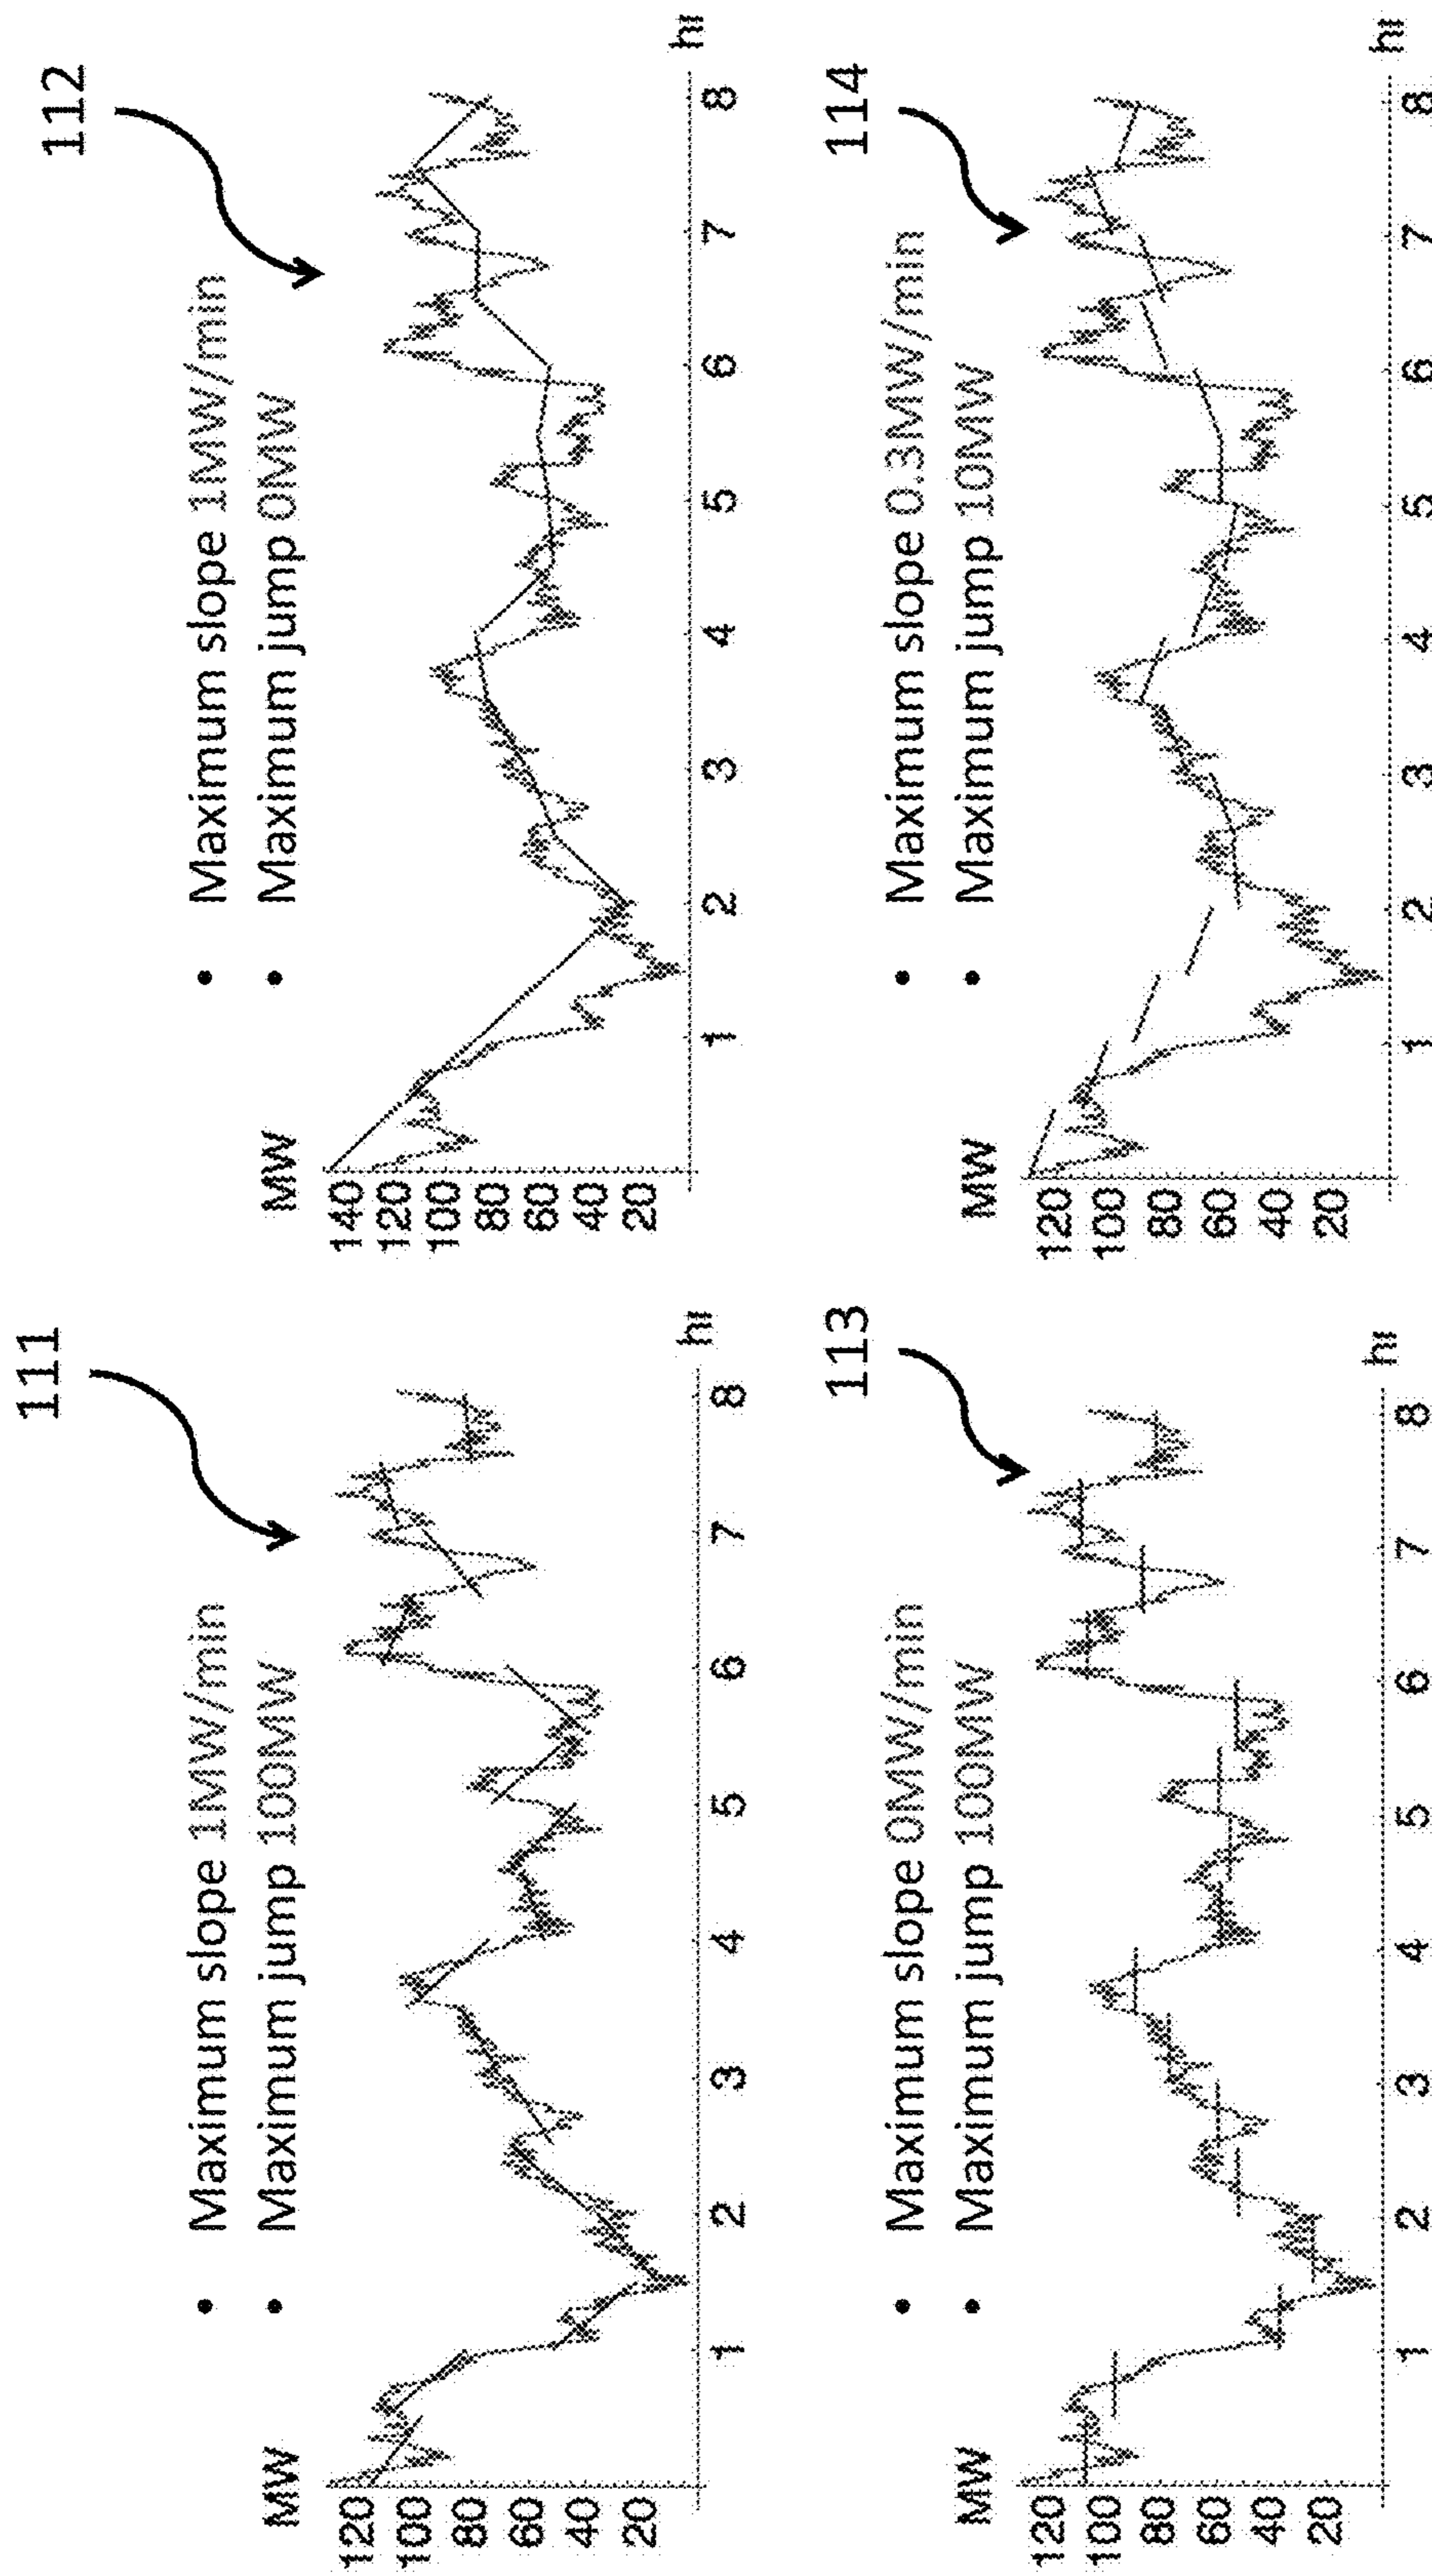 111
• Maximum slope 1MW/min
• Maximum jump 100MW
MW
120
100
80
60
40
20
1 2 3 4 5 6 7 8
112
• Maximum slope 1MW/min
• Maximum jump 0MW
MW
140
120
100
80
60
40
20
1 2 3 4 5 6 7 8
113
• Maximum slope 0MW/min
• Maximum jump 100MW
MW
120
100
80
60
40
20
1 2 3 4 5 6 7 8
114
• Maximum slope 0.3MW/min
• Maximum jump 10MW
MW
120
100
80
60
40
20
1 2 3 4 5 6 7 8